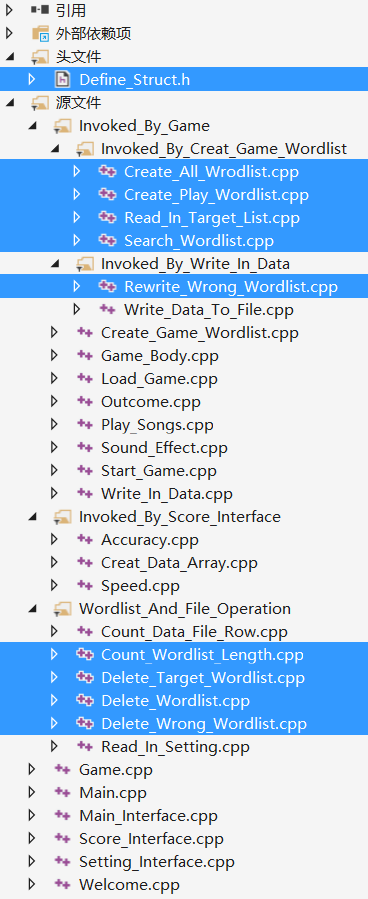 引用
外部依赖项
头文件
Define_Struct.h
源文件
Invoked_By_Game
Invoked_By_Creat_Game_Wordlist
Create_All_Wrodlist.cpp
Create_Play_Wordlist.cpp
Read_In_Target_List.cpp
Search_Wordlist.cpp
Invoked_By_Write_In_Data
Rewrite_Wrong_Wordlist.cpp
Write_Data_To_File.cpp
Create_Game_Wordlist.cpp
Game_Body.cpp
Load_Game.cpp
Outcome.cpp
Play_Songs.cpp
Sound_Effect.cpp
Start_Game.cpp
Write_In_Data.cpp
Invoked_By_Score_Interface
Accuracy.cpp
Creat_Data_Array.cpp
Speed.cpp
Wordlist_And_File_Operation
Count_Data_File_Row.cpp
Count_Wordlist_Length.cpp
Delete_Target_Wordlist.cpp
Delete_Wordlist.cpp
Delete_Wrong_Wordlist.cpp
Read_In_Setting.cpp
Game.cpp
Main.cpp
Main_Interface.cpp
Score_Interface.cpp
Setting_Interface.cpp
Welcome.cpp